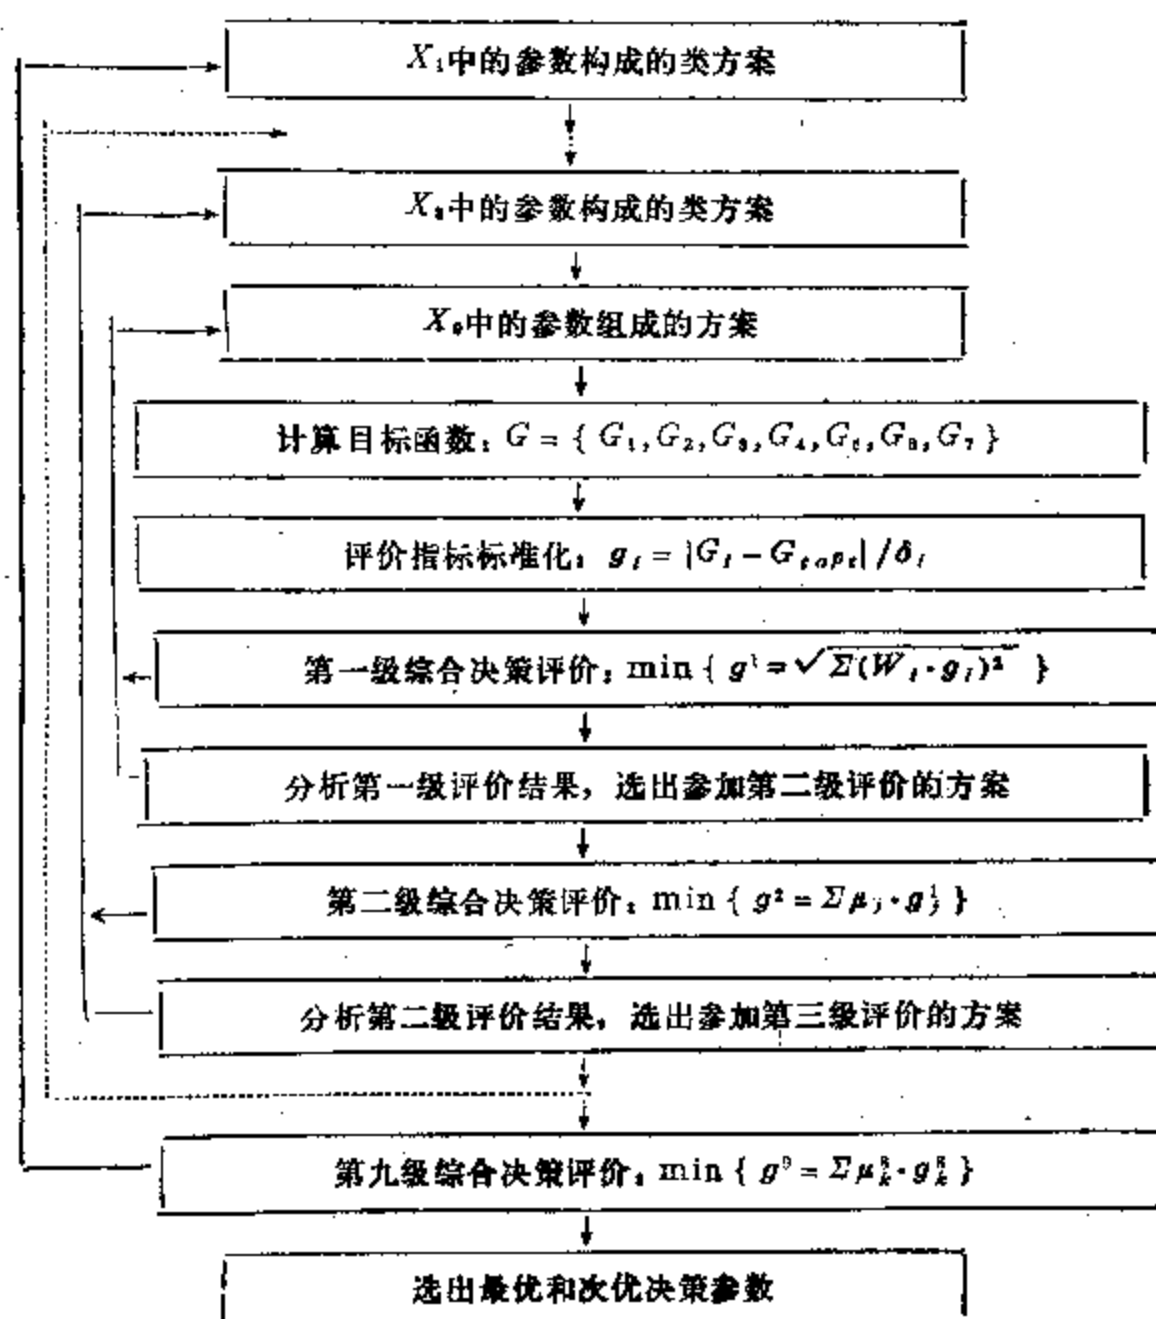 X₁中的参数构成的类方案
X₈中的参数构成的类方案
X₉中的参数组成的方案
计算目标函数：G = { G₁, G₂, G₃, G₄, G₅, G₆, G₇ }
评价指标标准化：gᵢ = |Gᵢ − Gᵢₒₚₜ| / δᵢ
第一级综合决策评价：min { g¹ = √Σ(Wᵢ·gᵢ)² }
分析第一级评价结果，选出参加第二级评价的方案
第二级综合决策评价：min { g² = Σμⱼ·gⱼ¹ }
分析第二级评价结果，选出参加第三级评价的方案
第九级综合决策评价：min { g⁹ = Σμₖ⁸·gₖ⁸ }
选出最优和次优决策参数